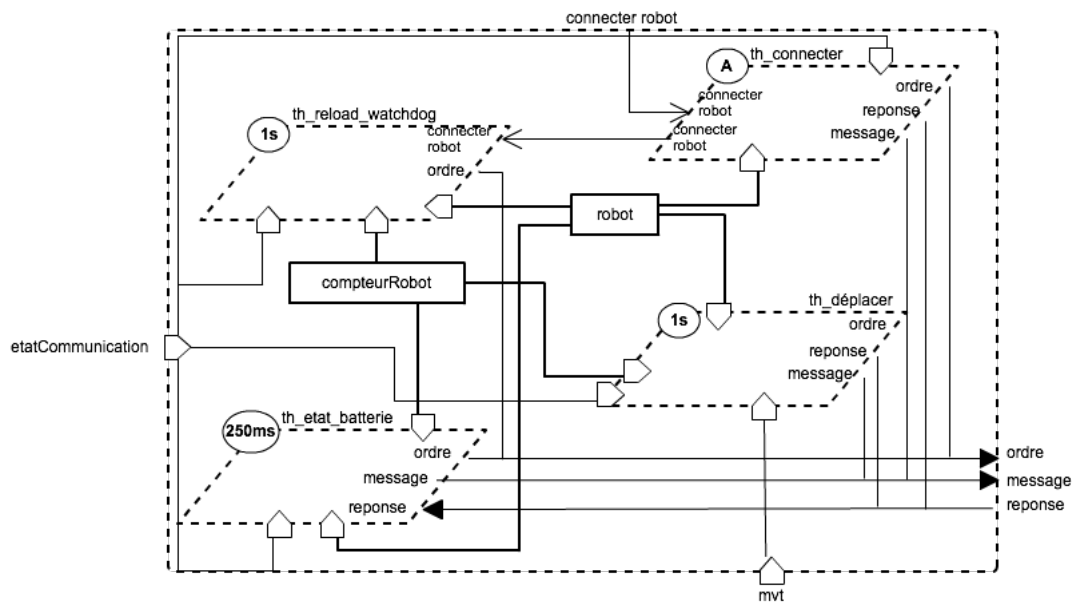 connecter robot
A
th_connecter
ordre
connecter
robot
reponse
message
connecter
robot
th_reload_watchdog
1s
connecter
robot
ordre
robot
compteurRobot
th_déplacer
1s
ordre
reponse
message
etatCommunication
th_etat_batterie
250ms
ordre
message
reponse
ordre
message
reponse
mvt